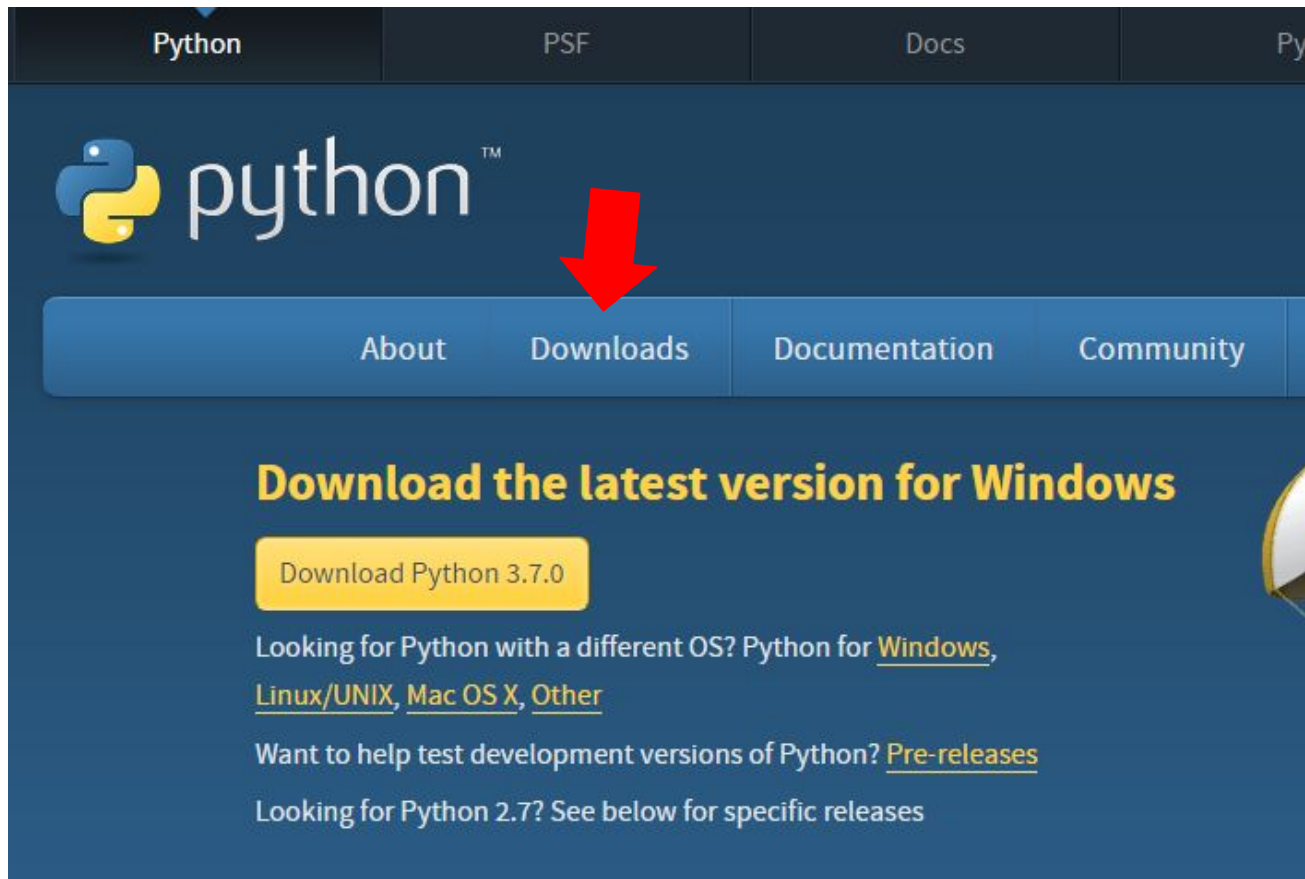 Python PSF Docs Py
python™
About Downloads Documentation Community
Download the latest version for Windows
Download Python 3.7.0
Looking for Python with a different OS? Python for Windows,
Linux/UNIX, Mac OS X, Other
Want to help test development versions of Python? Pre-releases
Looking for Python 2.7? See below for specific releases